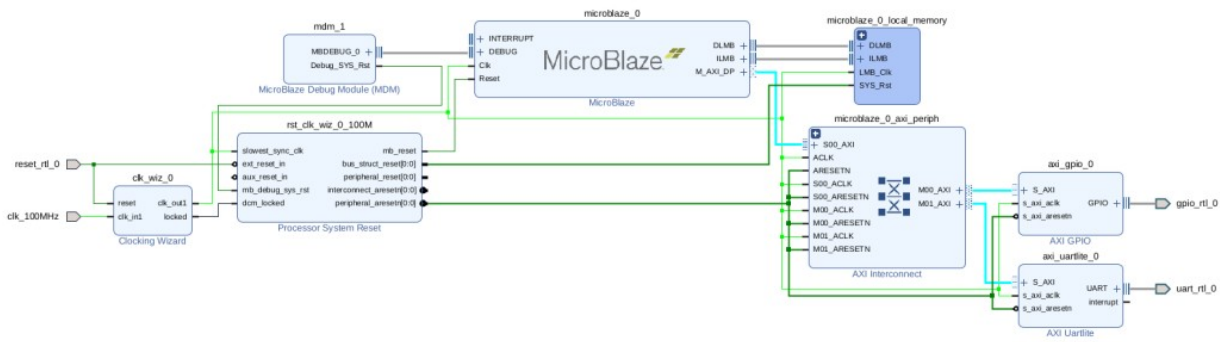 mdm_1
MBDEBUG_0
Debug_SYS_Rst
MicroBlaze Debug Module (MDM)
microblaze_0
INTERRUPT
DEBUG
Clk
Reset
MicroBlaze
DLMB
ILMB
M_AXI_DP
MicroBlaze
microblaze_0_local_memory
DLMB
ILMB
LMB_Clk
SYS_Rst
reset_rtl_0
clk_100MHz
clk_wiz_0
reset
clk_in1
clk_out1
locked
Clocking Wizard
rst_clk_wiz_0_100M
slowest_sync_clk
ext_reset_in
aux_reset_in
mb_debug_sys_rst
dcm_locked
mb_reset
bus_struct_reset[0:0]
peripheral_reset[0:0]
interconnect_aresetn[0:0]
peripheral_aresetn[0:0]
Processor System Reset
microblaze_0_axi_periph
S00_AXI
ACLK
ARESETN
S00_ACLK
S00_ARESETN
M00_ACLK
M00_ARESETN
M01_ACLK
M01_ARESETN
M00_AXI
M01_AXI
AXI Interconnect
axi_gpio_0
S_AXI
s_axi_aclk
s_axi_aresetn
GPIO
AXI GPIO
gpio_rtl_0
axi_uartlite_0
S_AXI
s_axi_aclk
s_axi_aresetn
UART
interrupt
AXI Uartlite
uart_rtl_0